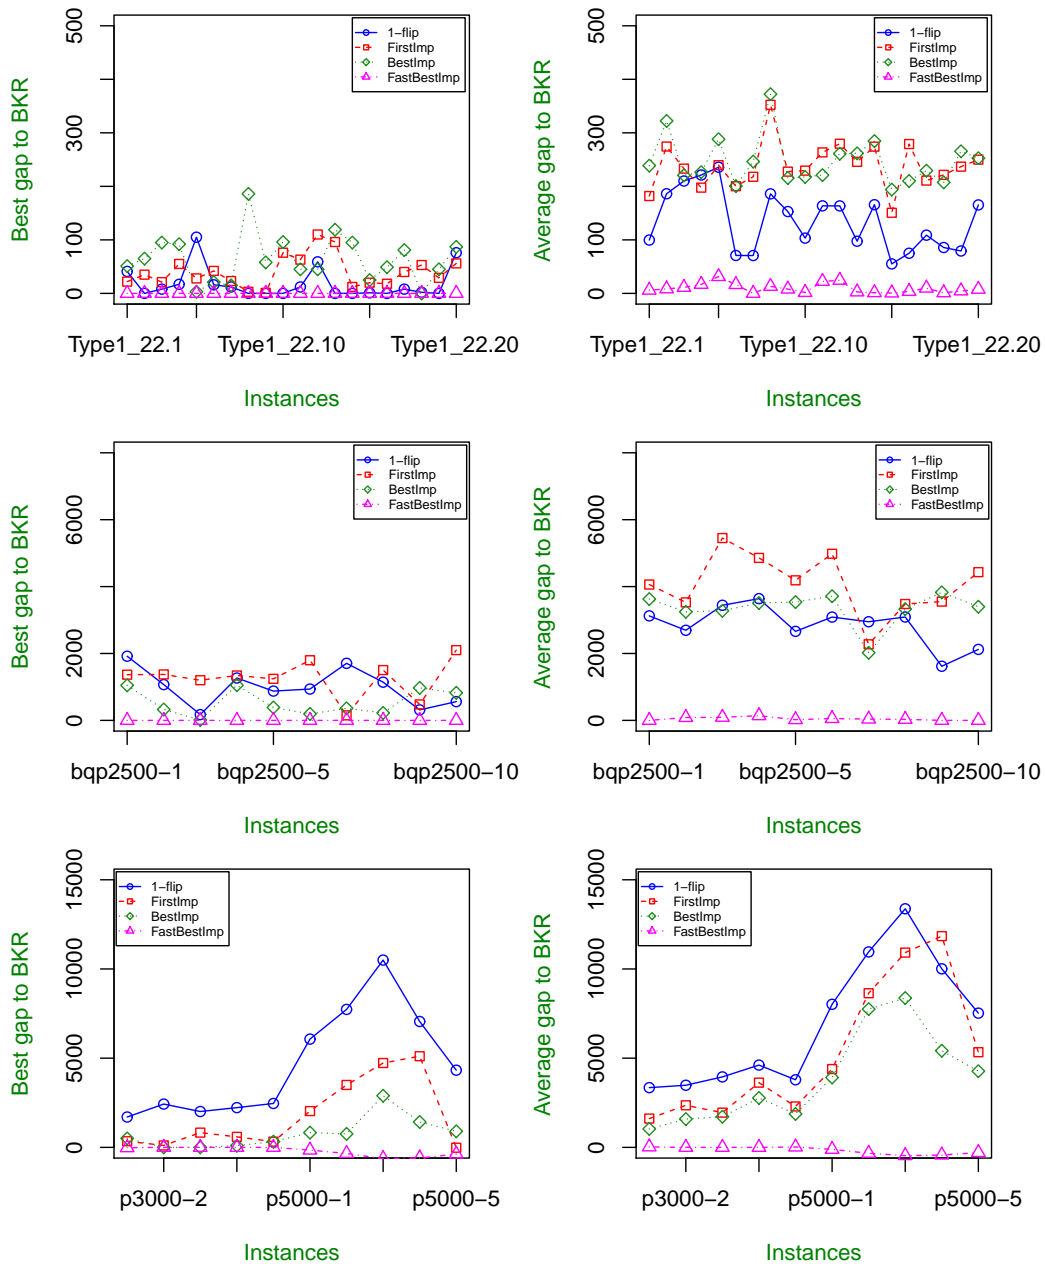 Best gap to BKR
500
300
100
0
1−flip
FirstImp
BestImp
FastBestImp
Type1_22.1 Type1_22.10 Type1_22.20
Instances
Average gap to BKR
500
300
100
0
1−flip
FirstImp
BestImp
FastBestImp
Type1_22.1 Type1_22.10 Type1_22.20
Instances
Best gap to BKR
6000
2000
0
1−flip
FirstImp
BestImp
FastBestImp
bqp2500−1 bqp2500−5 bqp2500−10
Instances
Average gap to BKR
6000
2000
0
1−flip
FirstImp
BestImp
FastBestImp
bqp2500−1 bqp2500−5 bqp2500−10
Instances
Best gap to BKR
15000
10000
5000
0
1−flip
FirstImp
BestImp
FastBestImp
p3000−2 p5000−1 p5000−5
Instances
Average gap to BKR
15000
10000
5000
0
1−flip
FirstImp
BestImp
FastBestImp
p3000−2 p5000−1 p5000−5
Instances